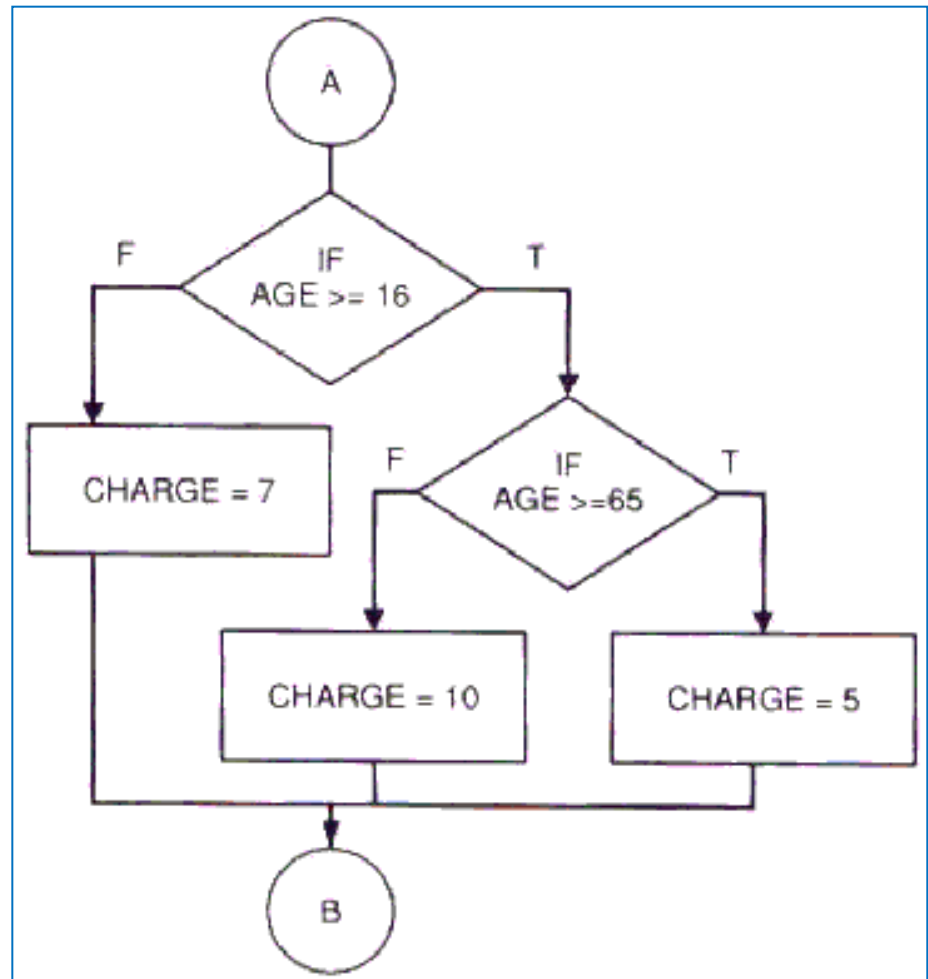 A
F
IF
AGE >= 16
T
CHARGE = 7
F
IF
AGE >=65
T
CHARGE = 10
CHARGE = 5
B